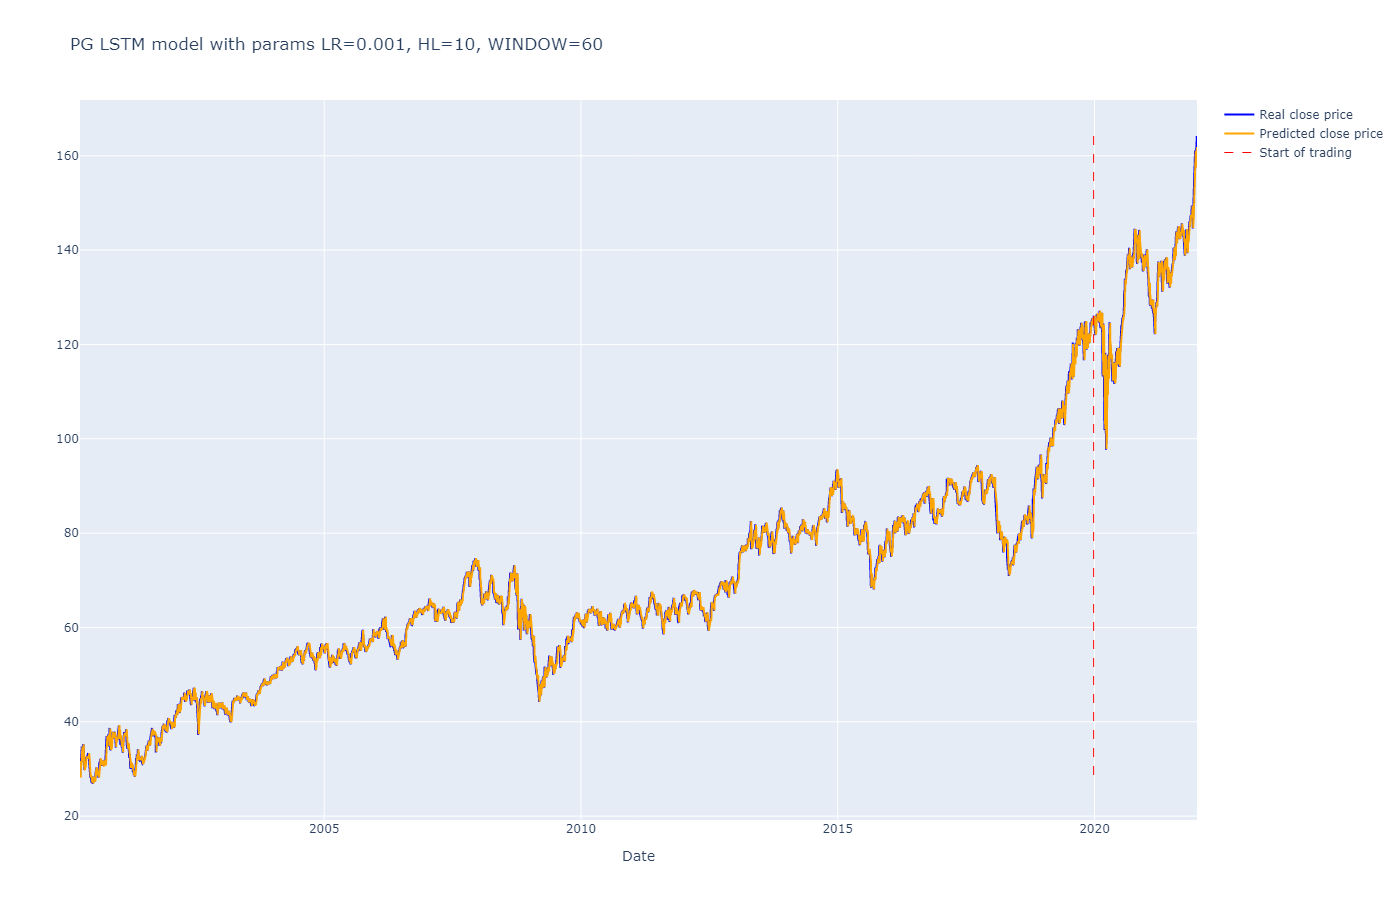 PG LSTM model with params LR=0.001, HL=10, WINDOW=60
Real close price
Predicted close price
Start of trading
160
140
120
100
80
60
40
20
2005
2010
2015
2020
Date